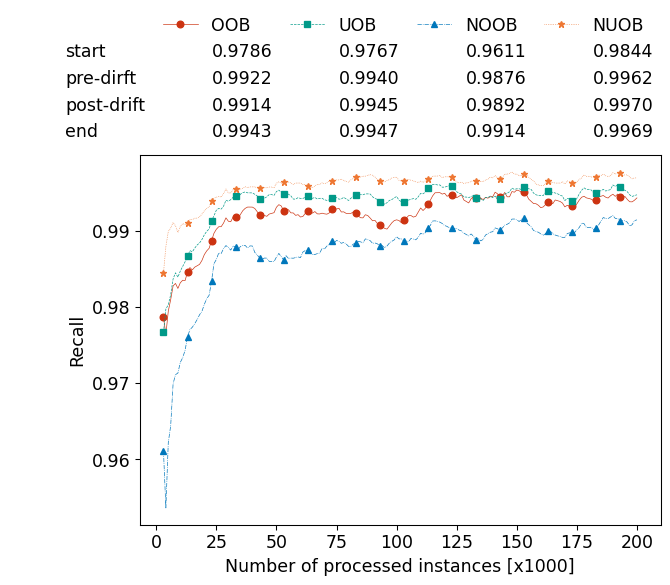 OOB UOB NOOB NUOB
start 0.9786 0.9767 0.9611 0.9844
pre-dirft 0.9922 0.9940 0.9876 0.9962
post-drift 0.9914 0.9945 0.9892 0.9970
end 0.9943 0.9947 0.9914 0.9969
0.99
0.98
0.97
0.96
Recall
0 25 50 75 100 125 150 175 200
Number of processed instances [x1000]